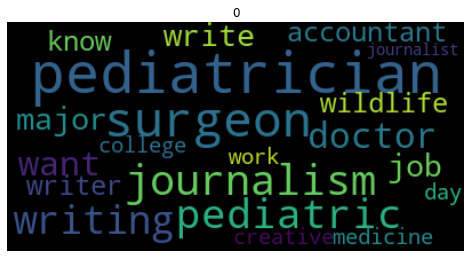 0
know write accountant
journalist
pediatrician
wildlife
major surgeon doctor
college
want work job
writer journalism day
writing pediatric
creative medicine